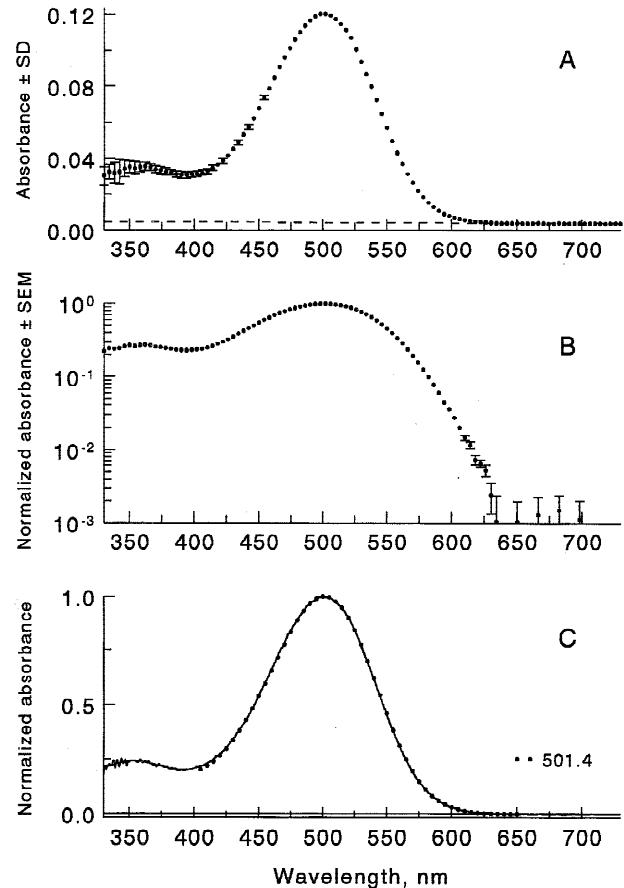 Absorbance ± SD
0.12
0.08
0.04
0.00
A
350 400 450 500 550 600 650 700
Normalized absorbance ± SEM
10⁰
10⁻¹
10⁻²
10⁻³
B
350 400 450 500 550 600 650 700
Normalized absorbance
1.0
0.5
0.0
C
501.4
350 400 450 500 550 600 650 700
Wavelength, nm